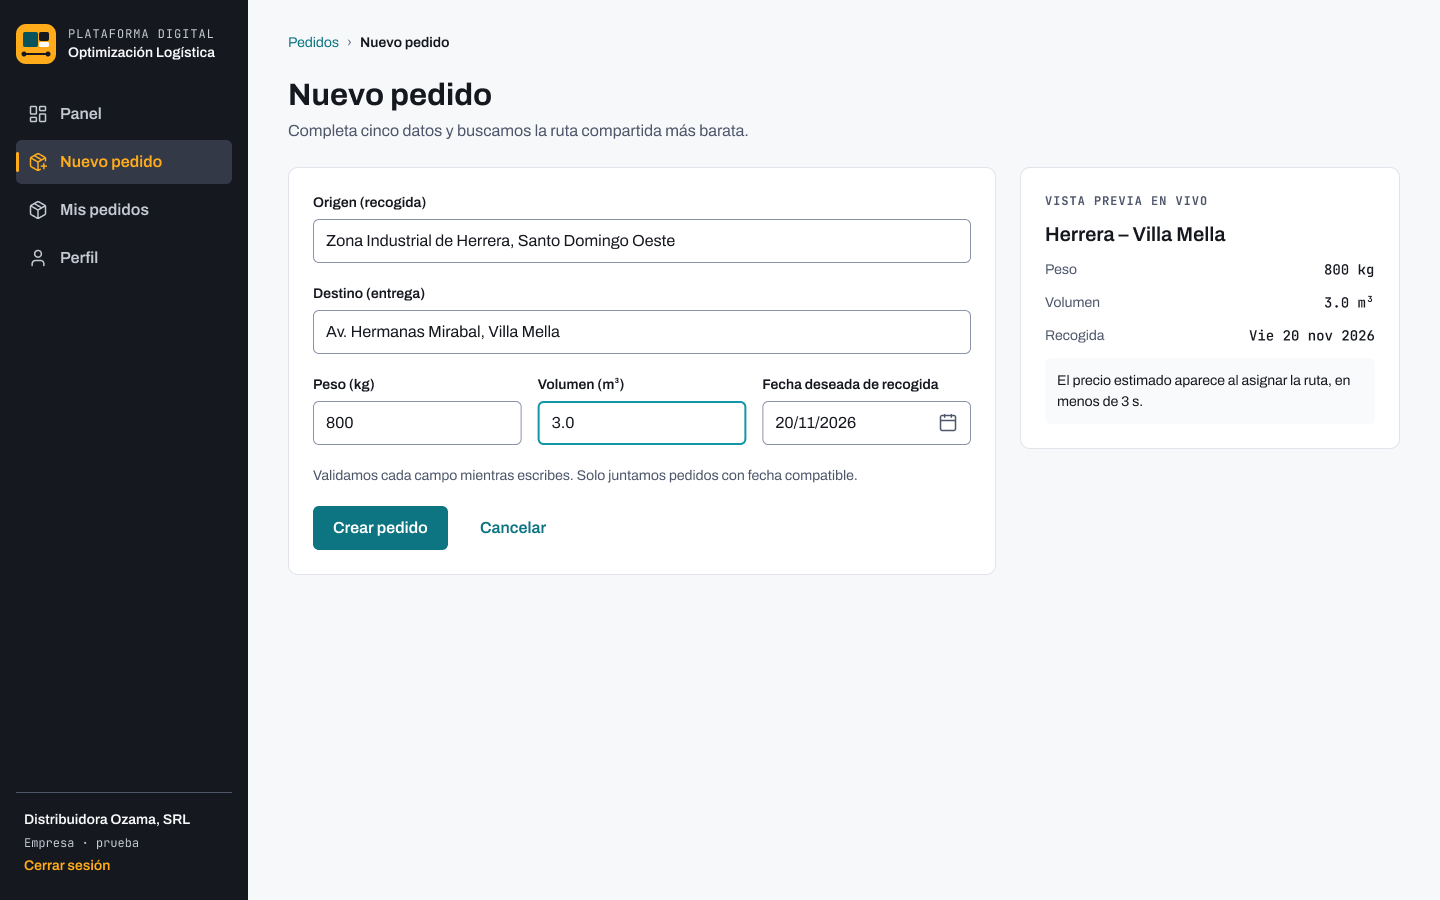 PLATAFORMA DIGITAL
Optimización Logística
Panel
Nuevo pedido
Mis pedidos
Perfil
Distribuidora Ozama, SRL
Empresa · prueba
Cerrar sesión
Pedidos › Nuevo pedido
Nuevo pedido
Completa cinco datos y buscamos la ruta compartida más barata.
Origen (recogida)
Zona Industrial de Herrera, Santo Domingo Oeste
Destino (entrega)
Av. Hermanas Mirabal, Villa Mella
Peso (kg) Volumen (m³) Fecha deseada de recogida
800 3.0 20/11/2026
Validamos cada campo mientras escribes. Solo juntamos pedidos con fecha compatible.
Crear pedido Cancelar
VISTA PREVIA EN VIVO
Herrera – Villa Mella
Peso 800 kg
Volumen 3.0 m³
Recogida Vie 20 nov 2026
El precio estimado aparece al asignar la ruta, en
menos de 3 s.